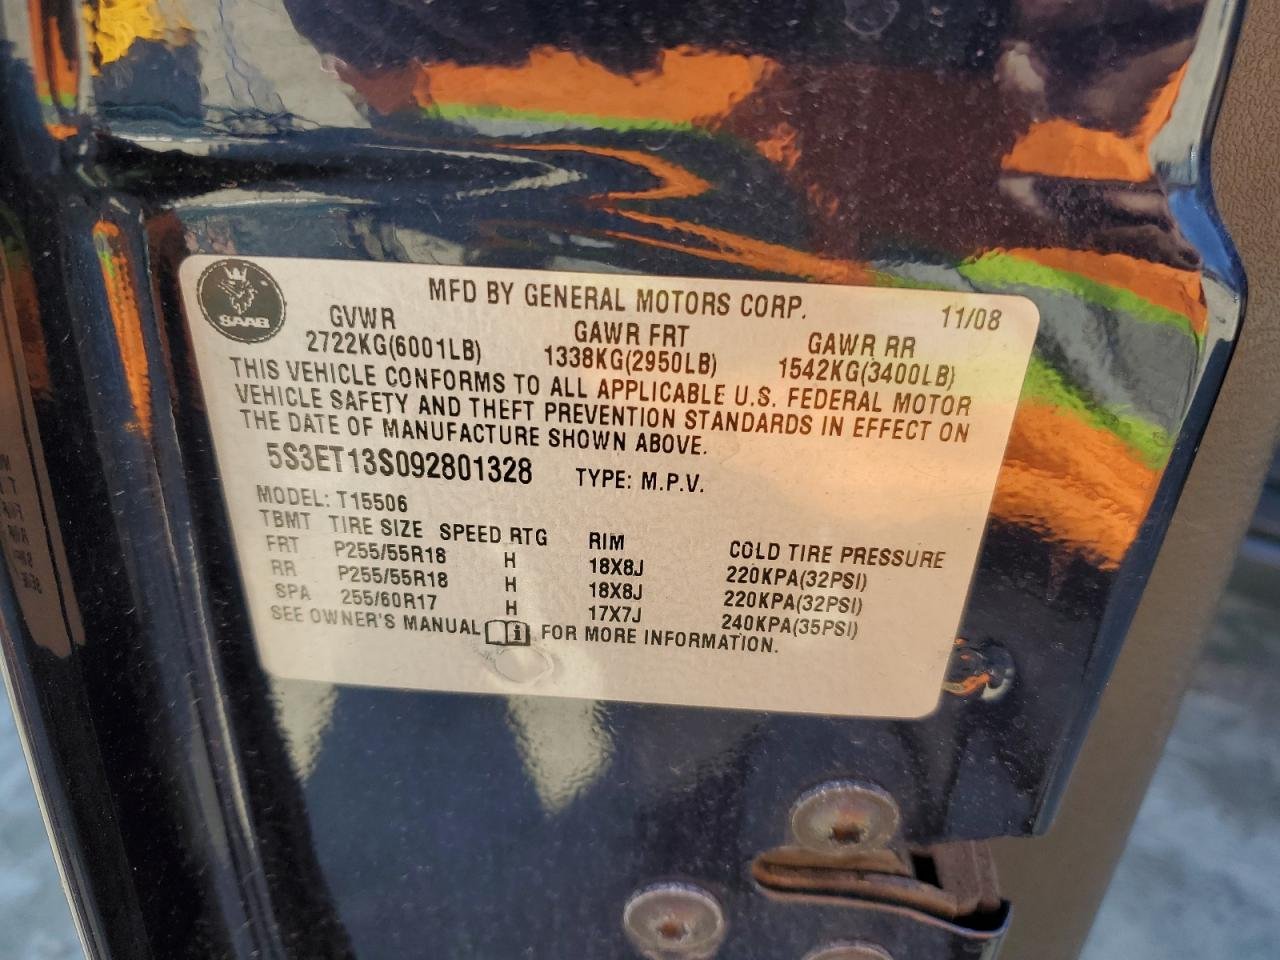 SAAB
MFD BY GENERAL MOTORS CORP. 11/08
GVWR GAWR FRT GAWR RR
2722KG(6001LB) 1338KG(2950LB) 1542KG(3400LB)
THIS VEHICLE CONFORMS TO ALL APPLICABLE U.S. FEDERAL MOTOR
VEHICLE SAFETY AND THEFT PREVENTION STANDARDS IN EFFECT ON
THE DATE OF MANUFACTURE SHOWN ABOVE.
5S3ET13S092801328 TYPE: M.P.V.
MODEL: T15506
TBMT TIRE SIZE SPEED RTG RIM COLD TIRE PRESSURE
FRT P255/55R18 H 18X8J 220KPA(32PSI)
RR P255/55R18 H 18X8J 220KPA(32PSI)
SPA 255/60R17 H 17X7J 240KPA(35PSI)
SEE OWNER'S MANUAL i FOR MORE INFORMATION.